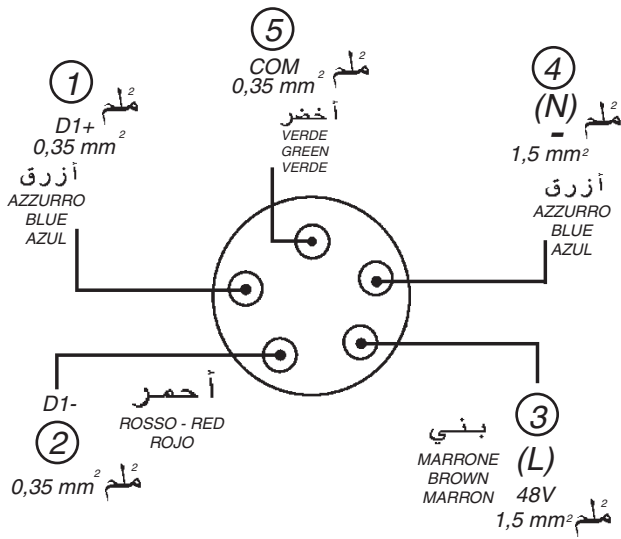 5
COM
0,35 mm² ملم²
أخضر
VERDE
GREEN
VERDE
1
ملم²
D1+
0,35 mm²
أزرق
AZZURRO
BLUE
AZUL
4
(N) ملم²
-
1,5 mm²
أزرق
AZZURRO
BLUE
AZUL
D1-
2
0,35 mm² ملم²
أحمر
ROSSO - RED
ROJO
بني
MARRONE
BROWN
MARRON
3
(L)
48V
1,5 mm² ملم²